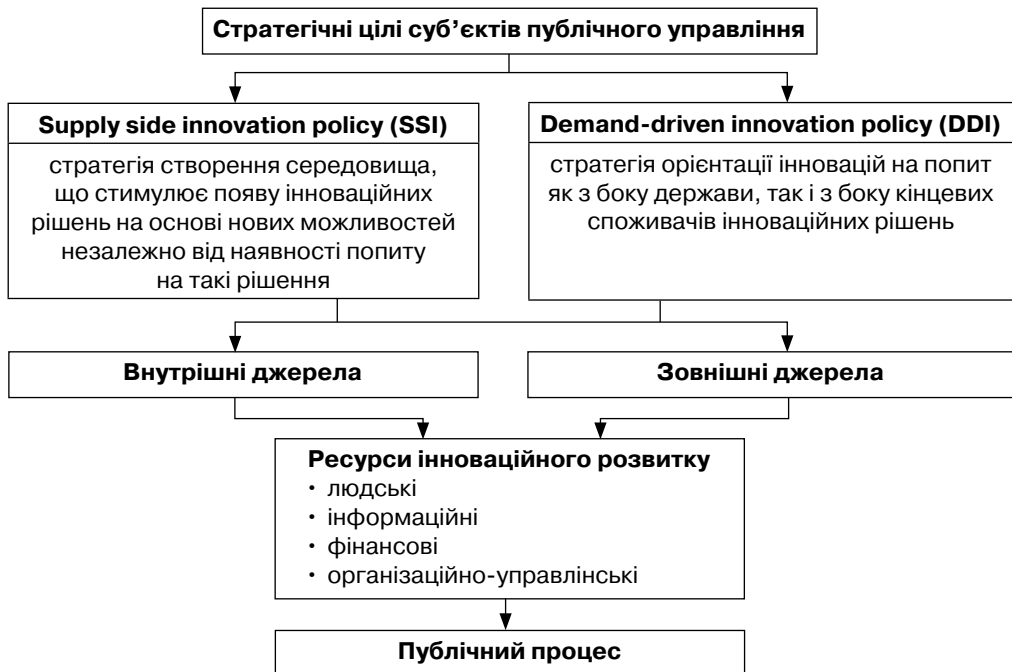 Стратегічні цілі суб’єктів публічного управління
Supply side innovation policy (SSI)
стратегія створення середовища,
що стимулює появу інноваційних
рішень на основі нових можливостей
незалежно від наявності попиту
на такі рішення
Demand-driven innovation policy (DDI)
стратегія орієнтації інновацій на попит
як з боку держави, так і з боку кінцевих
споживачів інноваційних рішень
Внутрішні джерела
Зовнішні джерела
Ресурси інноваційного розвитку
• людські
• інформаційні
• фінансові
• організаційно-управлінські
Публічний процес